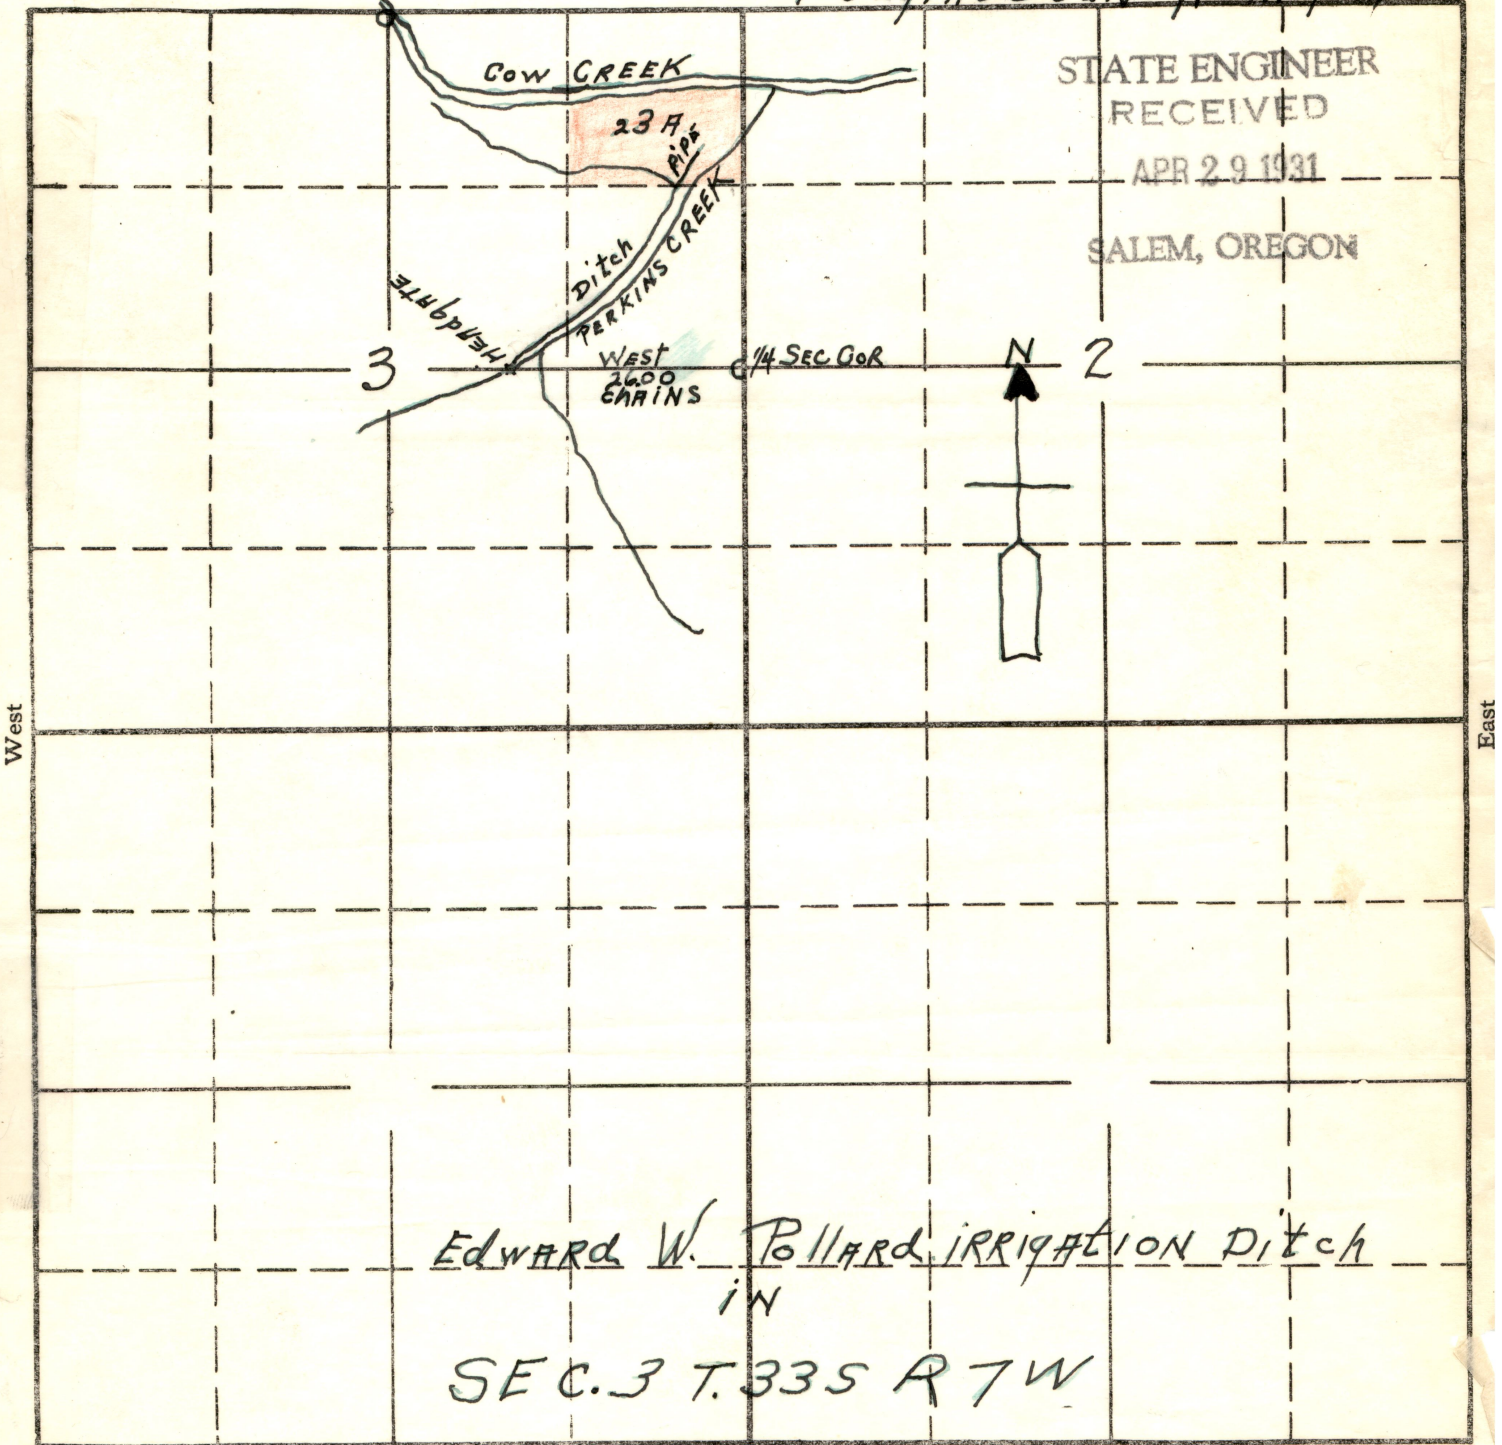 STATE ENGINEER
RECEIVED
APR 29 1931
SALEM, OREGON
COW CREEK
23 A
PIPE
Ditch
PERKINS CREEK
HEADGATE
3
WEST
26.00
CHAINS
1/4 SEC COR
N
2
West
East
Edward W. Pollard irrigation Ditch
in
SEC. 3 T. 33 S R 7 W